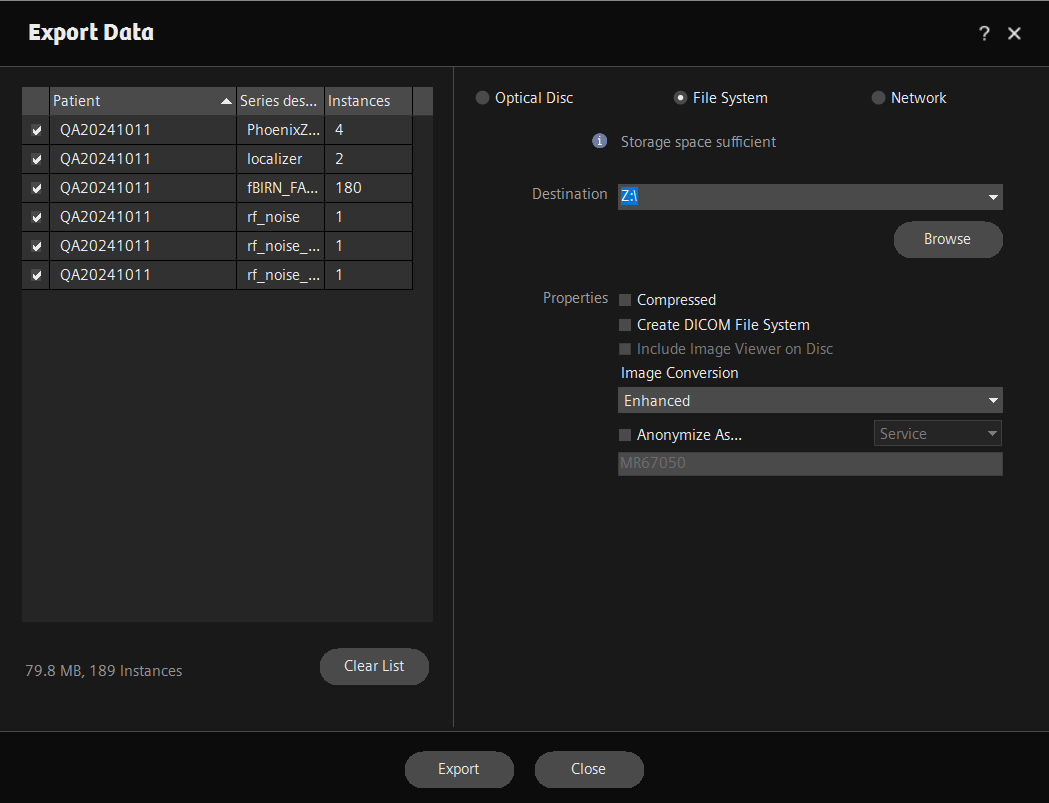 Export Data
?
Patient Series des... Instances
QA20241011 PhoenixZ... 4
QA20241011 localizer 2
QA20241011 fBIRN_FA... 180
QA20241011 rf_noise 1
QA20241011 rf_noise_... 1
QA20241011 rf_noise_... 1
79.8 MB, 189 Instances
Clear List
Optical Disc File System Network
i Storage space sufficient
Destination Z:\
Browse
Properties Compressed
Create DICOM File System
Include Image Viewer on Disc
Image Conversion
Enhanced
Anonymize As... Service
MR67050
Export Close